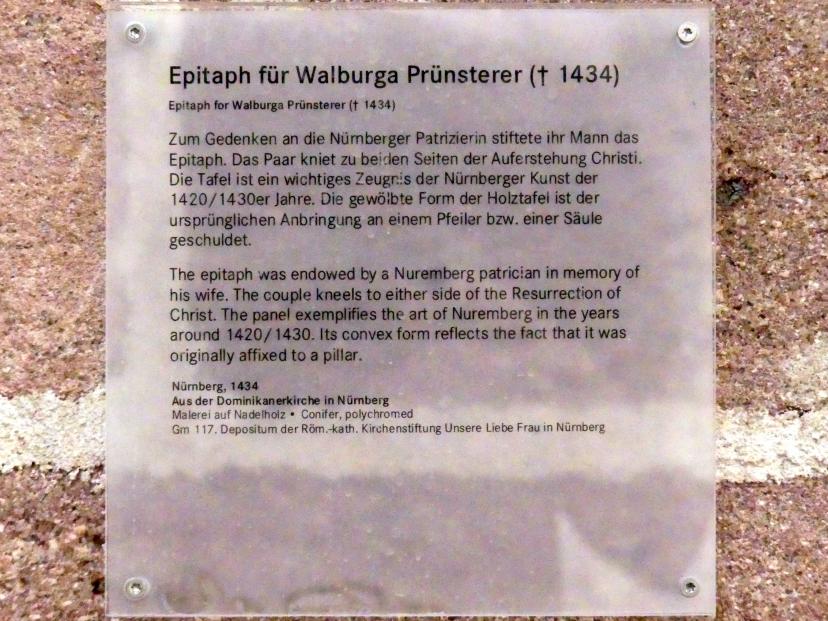 Epitaph für Walburga Prünsterer († 1434)
Epitaph for Walburga Prünsterer († 1434)
Zum Gedenken an die Nürnberger Patrizierin stiftete ihr Mann das
Epitaph. Das Paar kniet zu beiden Seiten der Auferstehung Christi.
Die Tafel ist ein wichtiges Zeugnis der Nürnberger Kunst der
1420/1430er Jahre. Die gewölbte Form der Holztafel ist der
ursprünglichen Anbringung an einem Pfeiler bzw. einer Säule
geschuldet.
The epitaph was endowed by a Nuremberg patrician in memory of
his wife. The couple kneels to either side of the Resurrection of
Christ. The panel exemplifies the art of Nuremberg in the years
around 1420/1430. Its convex form reflects the fact that it was
originally affixed to a pillar.
Nürnberg, 1434
Aus der Dominikanerkirche in Nürnberg
Malerei auf Nadelholz • Conifer, polychromed
Gm 117. Depositum der Röm.-kath. Kirchenstiftung Unsere Liebe Frau in Nürnberg